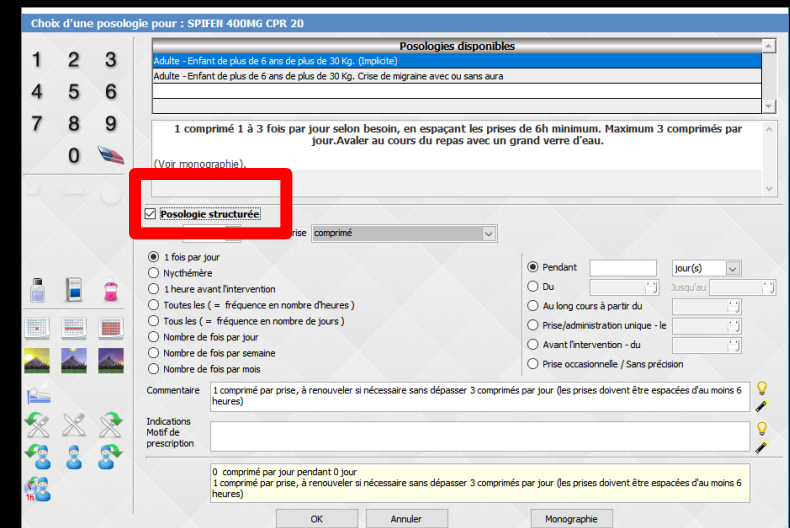 Choix d'une posologie pour : SPIFEN 400MG CPR 20
1 2 3
4 5 6
7 8 9
0
Posologies disponibles
Adulte - Enfant de plus de 6 ans de plus de 30 Kg. (Implicite)
Adulte - Enfant de plus de 6 ans de plus de 30 Kg. Crise de migraine avec ou sans aura
1 comprimé 1 à 3 fois par jour selon besoin, en espaçant les prises de 6h minimum. Maximum 3 comprimés par
jour.Avaler au cours du repas avec un grand verre d'eau.
(Voir monographie).
Posologie structurée
comprimé
1 fois par jour
Nycthémère
1 heure avant l'intervention
Toutes les ( = fréquence en nombre d'heures )
Tous les ( = fréquence en nombre de jours )
Nombre de fois par jour
Nombre de fois par semaine
Nombre de fois par mois
Pendant jour(s)
Du Jusqu'au
Au long cours à partir du
Prise/administration unique - le
Avant l'intervention - du
Prise occasionnelle / Sans précision
Commentaire
1 comprimé par prise, à renouveler si nécessaire sans dépasser 3 comprimés par jour (les prises doivent être espacées d'au moins 6
heures)
Indications
Motif de
prescription
0 comprimé par jour pendant 0 jour
1 comprimé par prise, à renouveler si nécessaire sans dépasser 3 comprimés par jour (les prises doivent être espacées d'au moins 6
heures)
1h
OK Annuler Monographie